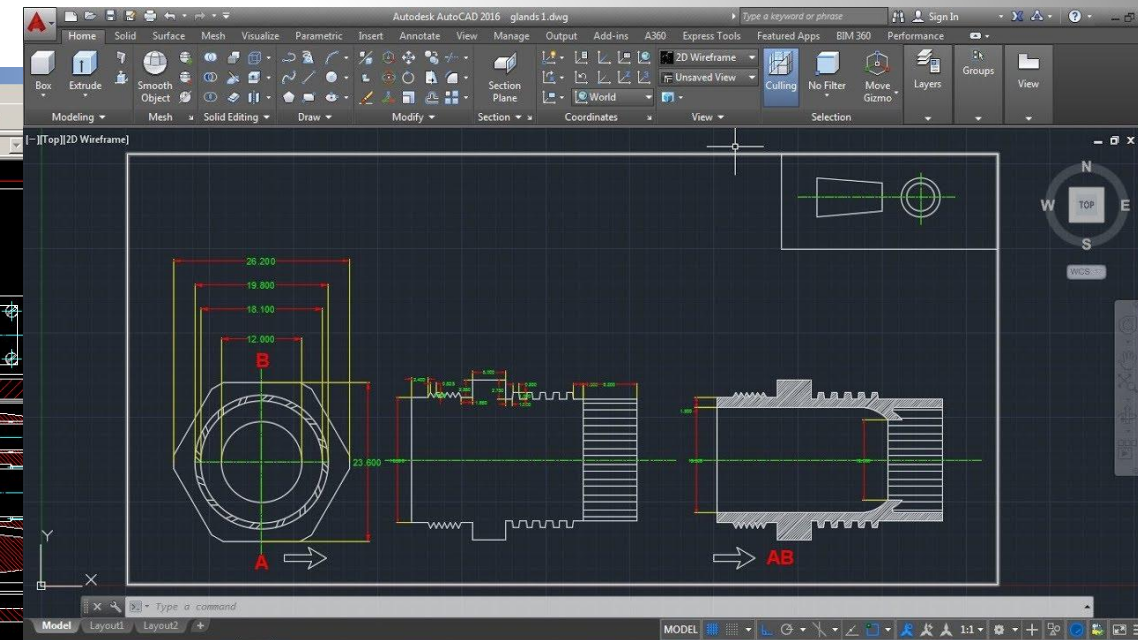 Autodesk AutoCAD 2016 glands 1.dwg
Type a keyword or phrase
Sign In
Home Solid Surface Mesh Visualize Parametric Insert Annotate View Manage Output Add-ins A360 Express Tools Featured Apps BIM 360 Performance
Box
Extrude
Smooth Object
Section Plane
2D Wireframe
Unsaved View
World
Culling
No Filter
Move Gizmo
Layers
Groups
View
Modeling
Mesh
Solid Editing
Draw
Modify
Section
Coordinates
View
Selection
[−][Top][2D Wireframe]
N
W TOP E
S
WCS
26.200
19.800
18.100
12.000
B
23.600
A
AB
Y
X
Type a command
Model Layout1 Layout2 +
MODEL
1:1